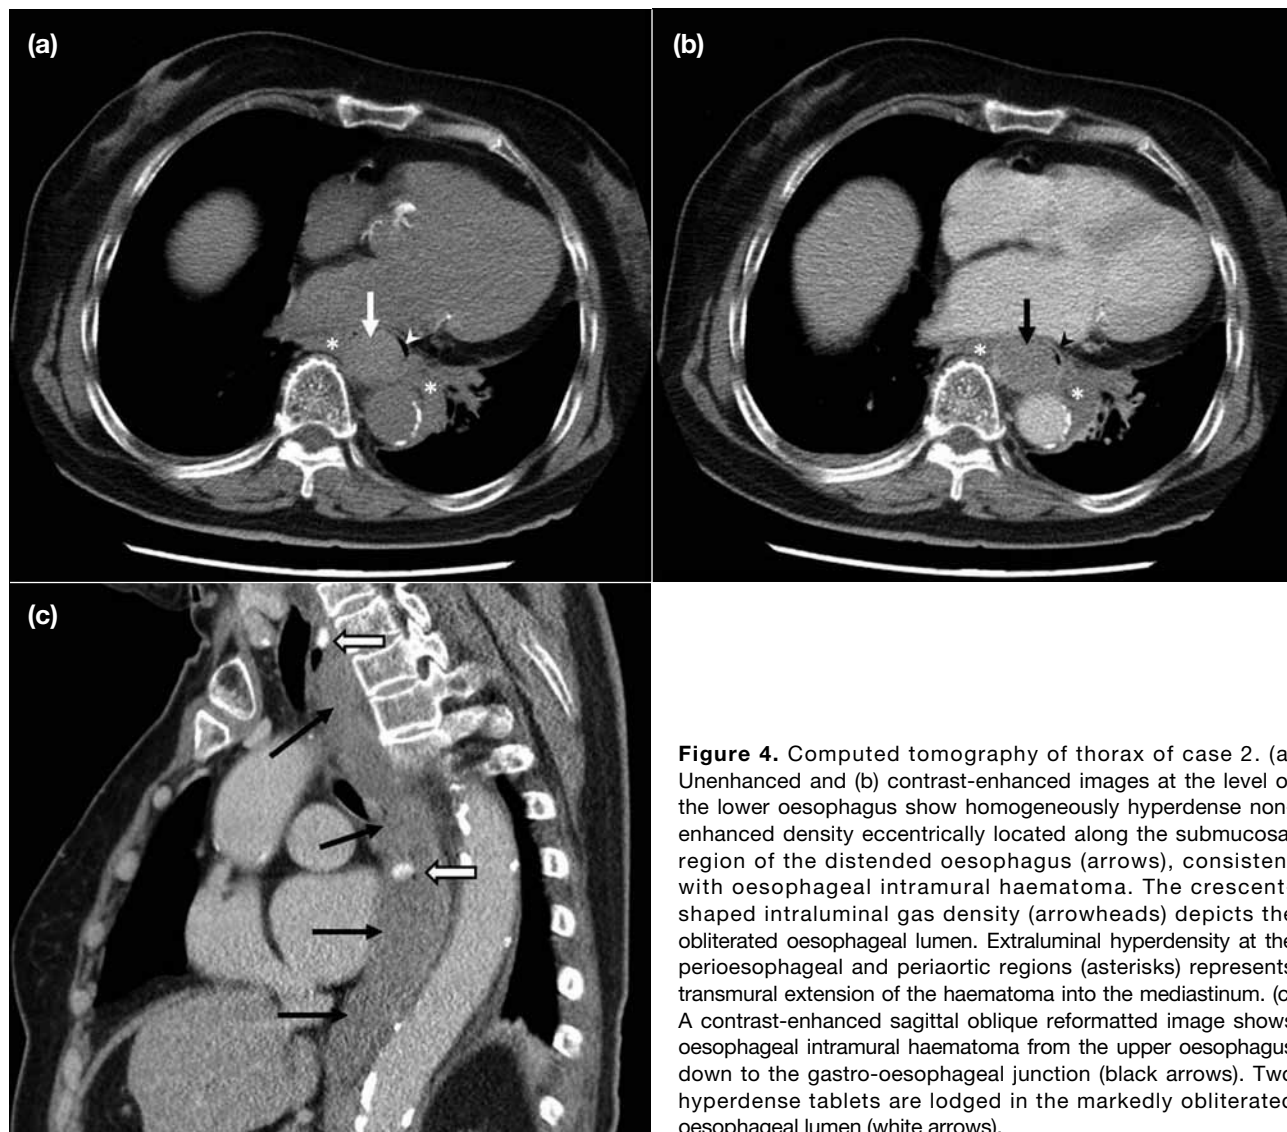 (a)
(b)
(c)
*
*
*
*
Figure 4. Computed tomography of thorax of case 2. (a
Unenhanced and (b) contrast-enhanced images at the level o
the lower oesophagus show homogeneously hyperdense non
enhanced density eccentrically located along the submucosa
region of the distended oesophagus (arrows), consisten
with oesophageal intramural haematoma. The crescent
shaped intraluminal gas density (arrowheads) depicts the
obliterated oesophageal lumen. Extraluminal hyperdensity at the
perioesophageal and periaortic regions (asterisks) represents
transmural extension of the haematoma into the mediastinum. (c
A contrast-enhanced sagittal oblique reformatted image shows
oesophageal intramural haematoma from the upper oesophagus
down to the gastro-oesophageal junction (black arrows). Two
hyperdense tablets are lodged in the markedly obliterated
oesophageal lumen (white arrows).